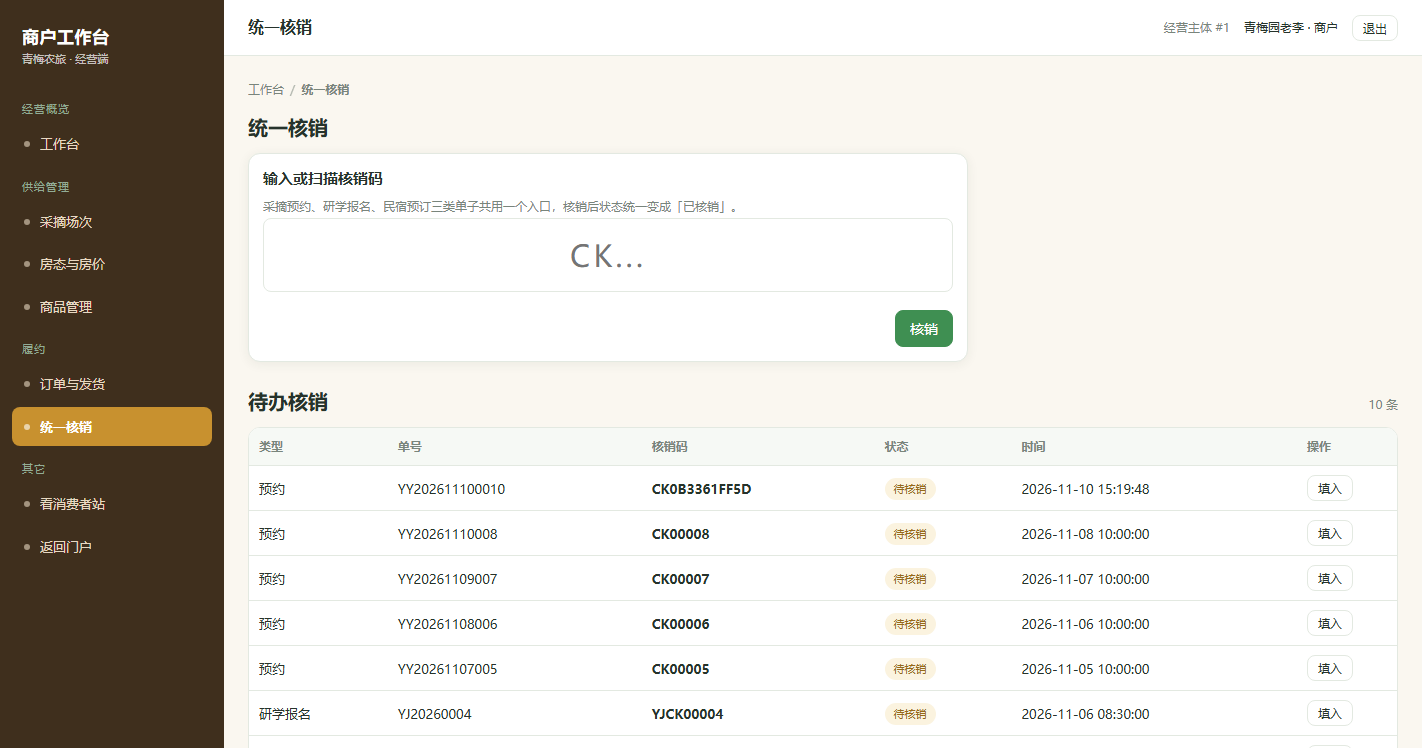 商户工作台
青梅农旅 · 经营端
经营概览
工作台
供给管理
采摘场次
房态与房价
商品管理
履约
订单与发货
统一核销
其它
看消费者站
返回门户
统一核销
经营主体 #1 青梅园老李 · 商户 退出
工作台 / 统一核销
统一核销
输入或扫描核销码
采摘预约、研学报名、民宿预订三类单子共用一个入口，核销后状态统一变成「已核销」。
CK...
核销
待办核销 10 条
类型 单号 核销码 状态 时间 操作
预约 YY202611100010 CK0B3361FF5D 待核销 2026-11-10 15:19:48 填入
预约 YY20261110008 CK00008 待核销 2026-11-08 10:00:00 填入
预约 YY20261109007 CK00007 待核销 2026-11-07 10:00:00 填入
预约 YY20261108006 CK00006 待核销 2026-11-06 10:00:00 填入
预约 YY20261107005 CK00005 待核销 2026-11-05 10:00:00 填入
研学报名 YJ20260004 YJCK00004 待核销 2026-11-06 08:30:00 填入